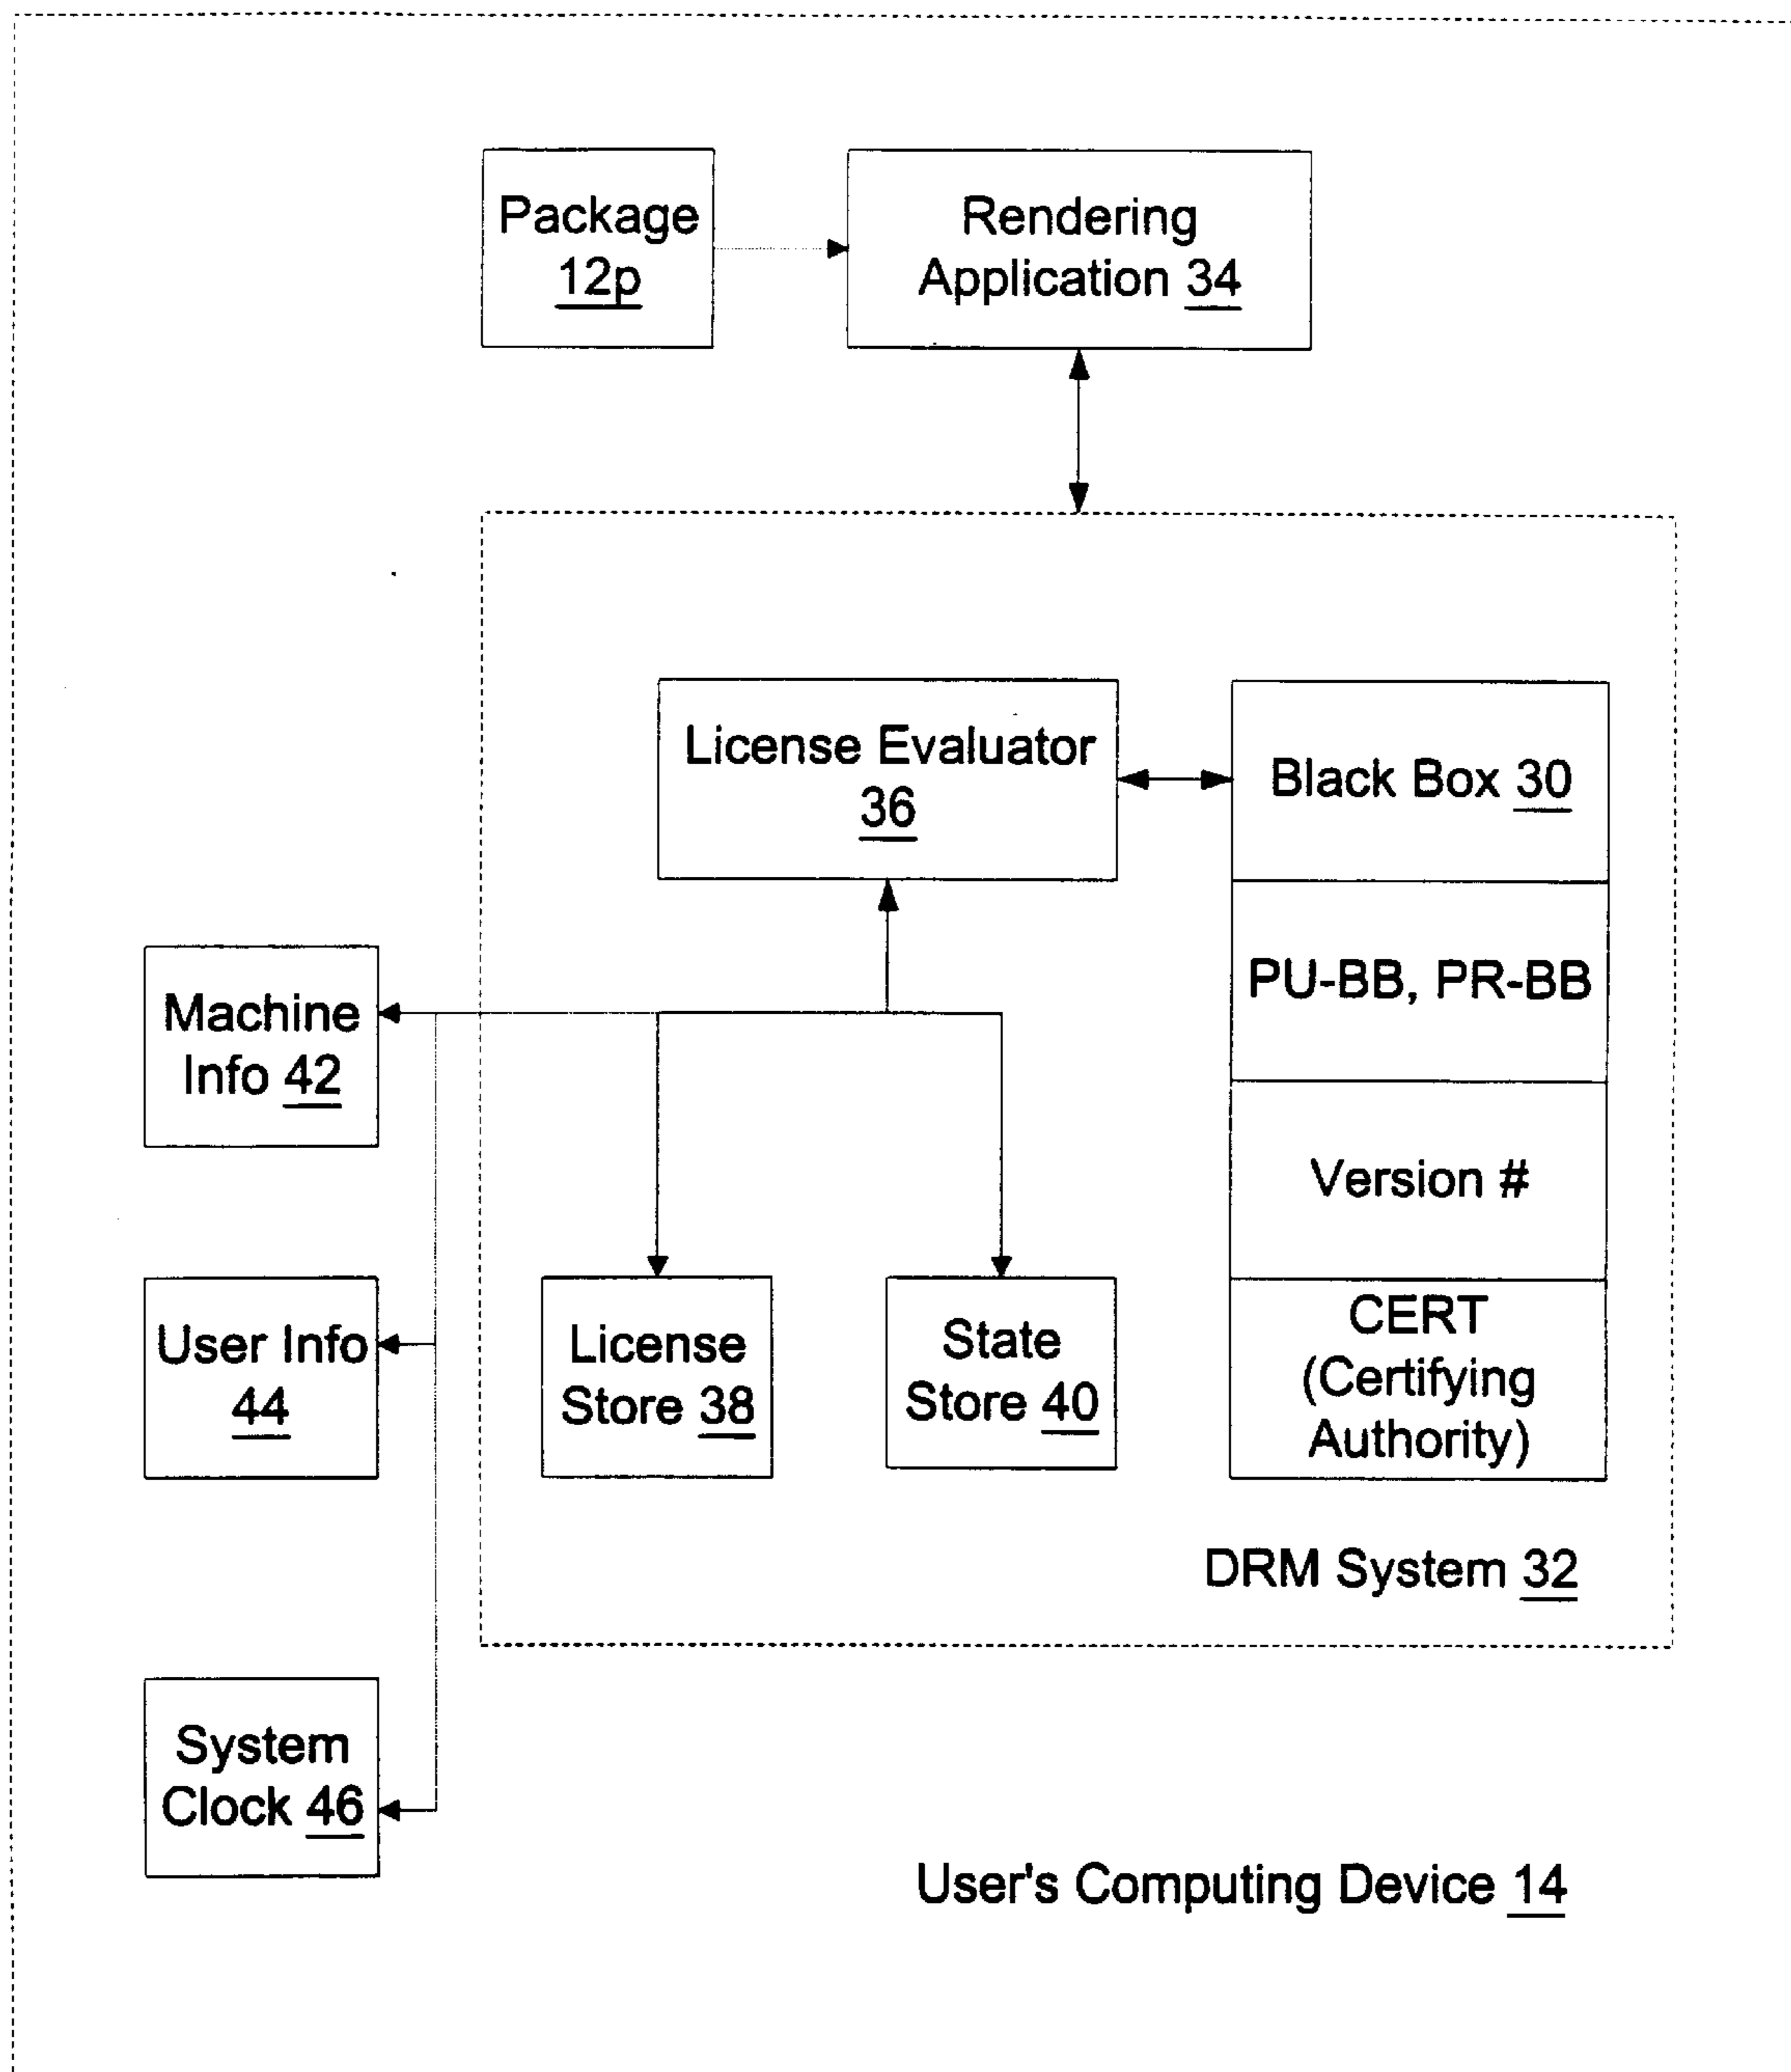 Package
12p
Rendering
Application 34
License Evaluator
36
Black Box 30
PU-BB, PR-BB
Version #
CERT
(Certifying
Authority)
Machine
Info 42
User Info
44
System
Clock 46
License
Store 38
State
Store 40
DRM System 32
User's Computing Device 14